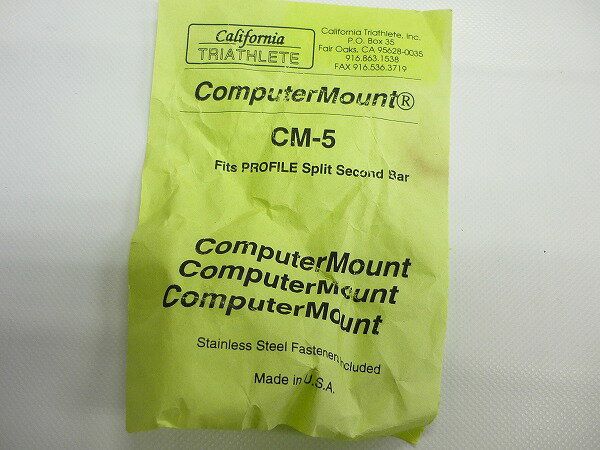 California
TRIATHLETE
California Triathlete, Inc.
P.O. Box 35
Fair Oaks, CA 95628-0035
916.863.1538
FAX 916.536.3719
ComputerMount®
CM-5
Fits PROFILE Split Second Bar
ComputerMount
ComputerMount
ComputerMount
Stainless Steel Fasteners Included
Made in U.S.A.